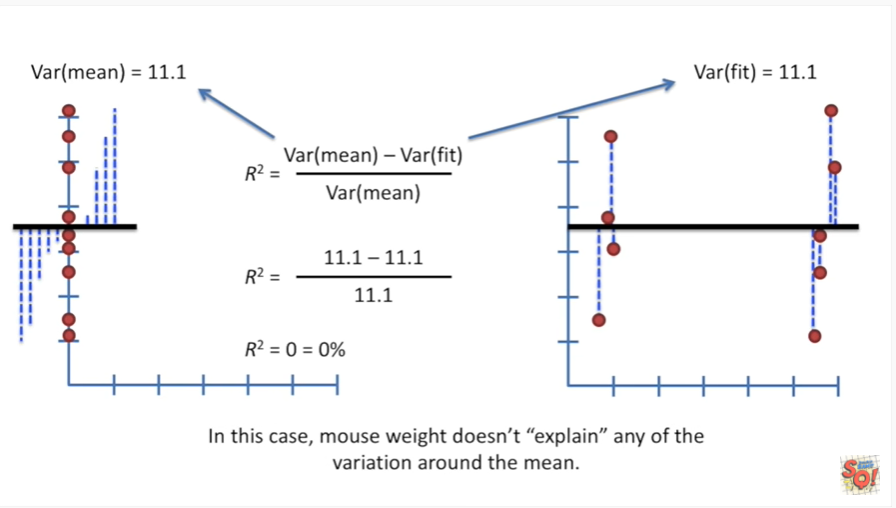 Var(mean) = 11.1
Var(fit) = 11.1
Var(mean) – Var(fit)
R² =
Var(mean)
11.1 – 11.1
R² =
11.1
R² = 0 = 0%
In this case, mouse weight doesn’t “explain” any of the
variation around the mean.